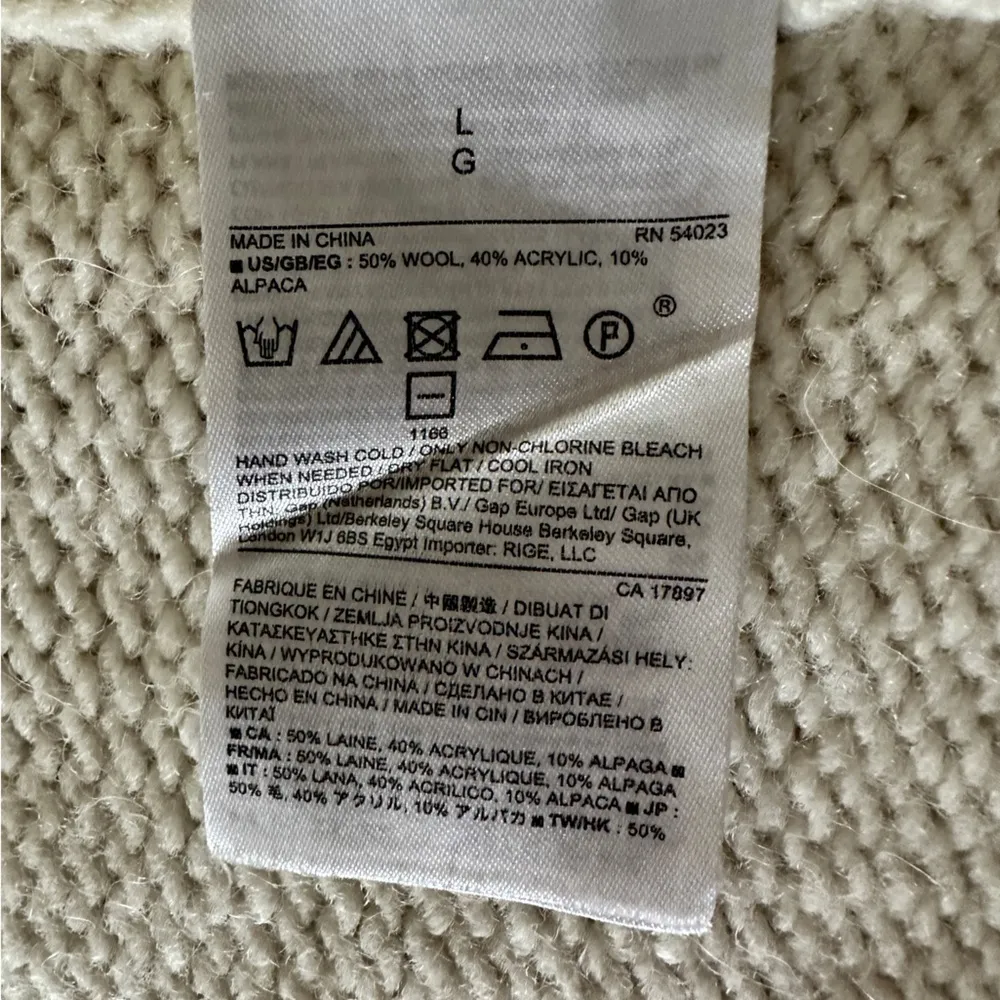 L
G
MADE IN CHINA RN 54023
■ US/GB/EG : 50% WOOL, 40% ACRYLIC, 10%
ALPACA
P ®
1166
HAND WASH COLD / ONLY NON-CHLORINE BLEACH
WHEN NEEDED / DRY FLAT / COOL IRON
DISTRIBUIDO POR/IMPORTED FOR/ ΕΙΣΑΓΕΤΑΙ ΑΠΟ
ΤΗΝ Gap (Netherlands) B.V./ Gap Europe Ltd/ Gap (UK
Holdings) Ltd/Berkeley Square House Berkeley Square,
London W1J 6BS Egypt Importer: RIGE, LLC
CA 17897
FABRIQUE EN CHINE / 中國製造 / DIBUAT DI
TIONGKOK / ZEMLJA PROIZVODNJE KINA /
ΚΑΤΑΣΚΕΥΑΣΤΗΚΕ ΣΤΗΝ ΚΙΝΑ / SZÁRMAZÁSI HELY:
KÍNA / WYPRODUKOWANO W CHINACH /
FABRICADO NA CHINA / СДЕЛАНО В КИТАЕ /
HECHO EN CHINA / MADE IN CIN / ВИРОБЛЕНО В
КИТАЇ
■ CA : 50% LAINE, 40% ACRYLIQUE, 10% ALPAGA ■
FR/MA : 50% LAINE, 40% ACRYLIQUE, 10% ALPAGA
■ IT : 50% LANA, 40% ACRILICO, 10% ALPACA ■ JP :
50% 毛, 40% アクリル, 10% アルパカ ■ TW/HK : 50%